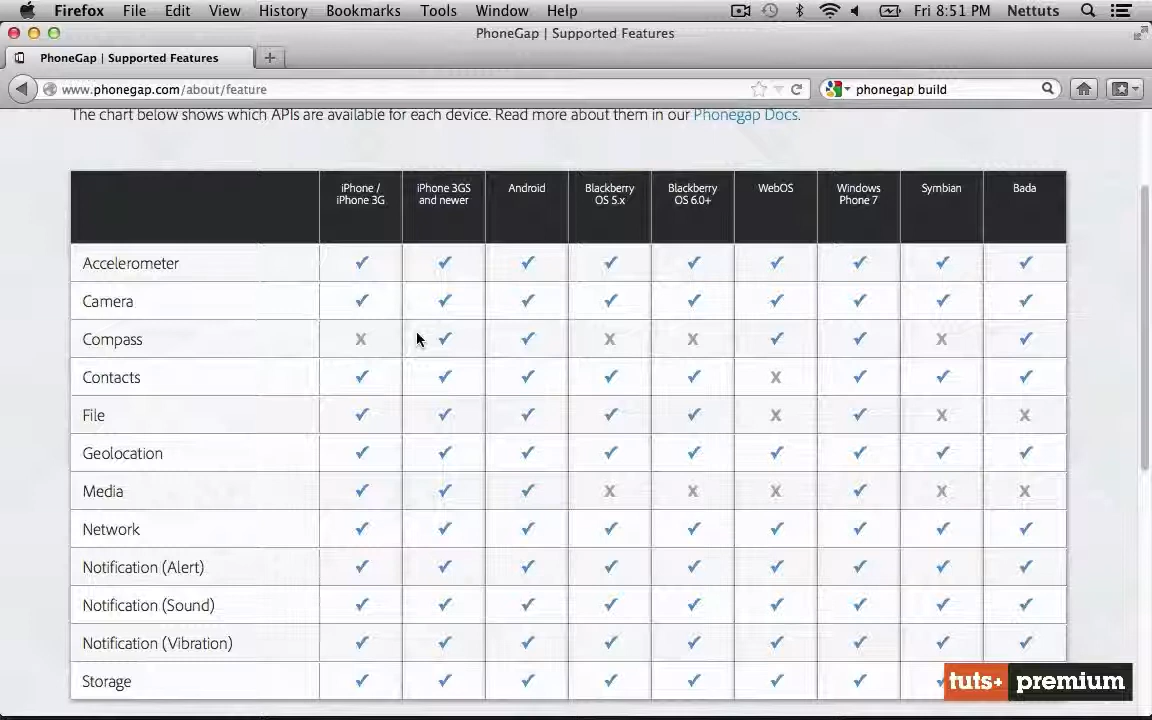 Firefox File Edit View History Bookmarks Tools Window Help Fri 8:51 PM Nettuts
PhoneGap | Supported Features
PhoneGap | Supported Features +
www.phonegap.com/about/feature phonegap build
The chart below shows which APIs are available for each device. Read more about them in our Phonegap Docs.
iPhone / iPhone 3GS Android Blackberry Blackberry WebOS Windows Symbian Bada
iPhone 3G and newer OS 5.x OS 6.0+ Phone 7
Accelerometer ✓ ✓ ✓ ✓ ✓ ✓ ✓ ✓ ✓
Camera ✓ ✓ ✓ ✓ ✓ ✓ ✓ ✓ ✓
Compass X ✓ ✓ X X ✓ ✓ X ✓
Contacts ✓ ✓ ✓ ✓ ✓ X ✓ ✓ ✓
File ✓ ✓ ✓ ✓ ✓ X ✓ X X
Geolocation ✓ ✓ ✓ ✓ ✓ ✓ ✓ ✓ ✓
Media ✓ ✓ ✓ X X X ✓ X X
Network ✓ ✓ ✓ ✓ ✓ ✓ ✓ ✓ ✓
Notification (Alert) ✓ ✓ ✓ ✓ ✓ ✓ ✓ ✓ ✓
Notification (Sound) ✓ ✓ ✓ ✓ ✓ ✓ ✓ ✓ ✓
Notification (Vibration) ✓ ✓ ✓ ✓ ✓ ✓ ✓ ✓ ✓
Storage ✓ ✓ ✓ ✓ ✓ ✓ ✓
tuts+ premium